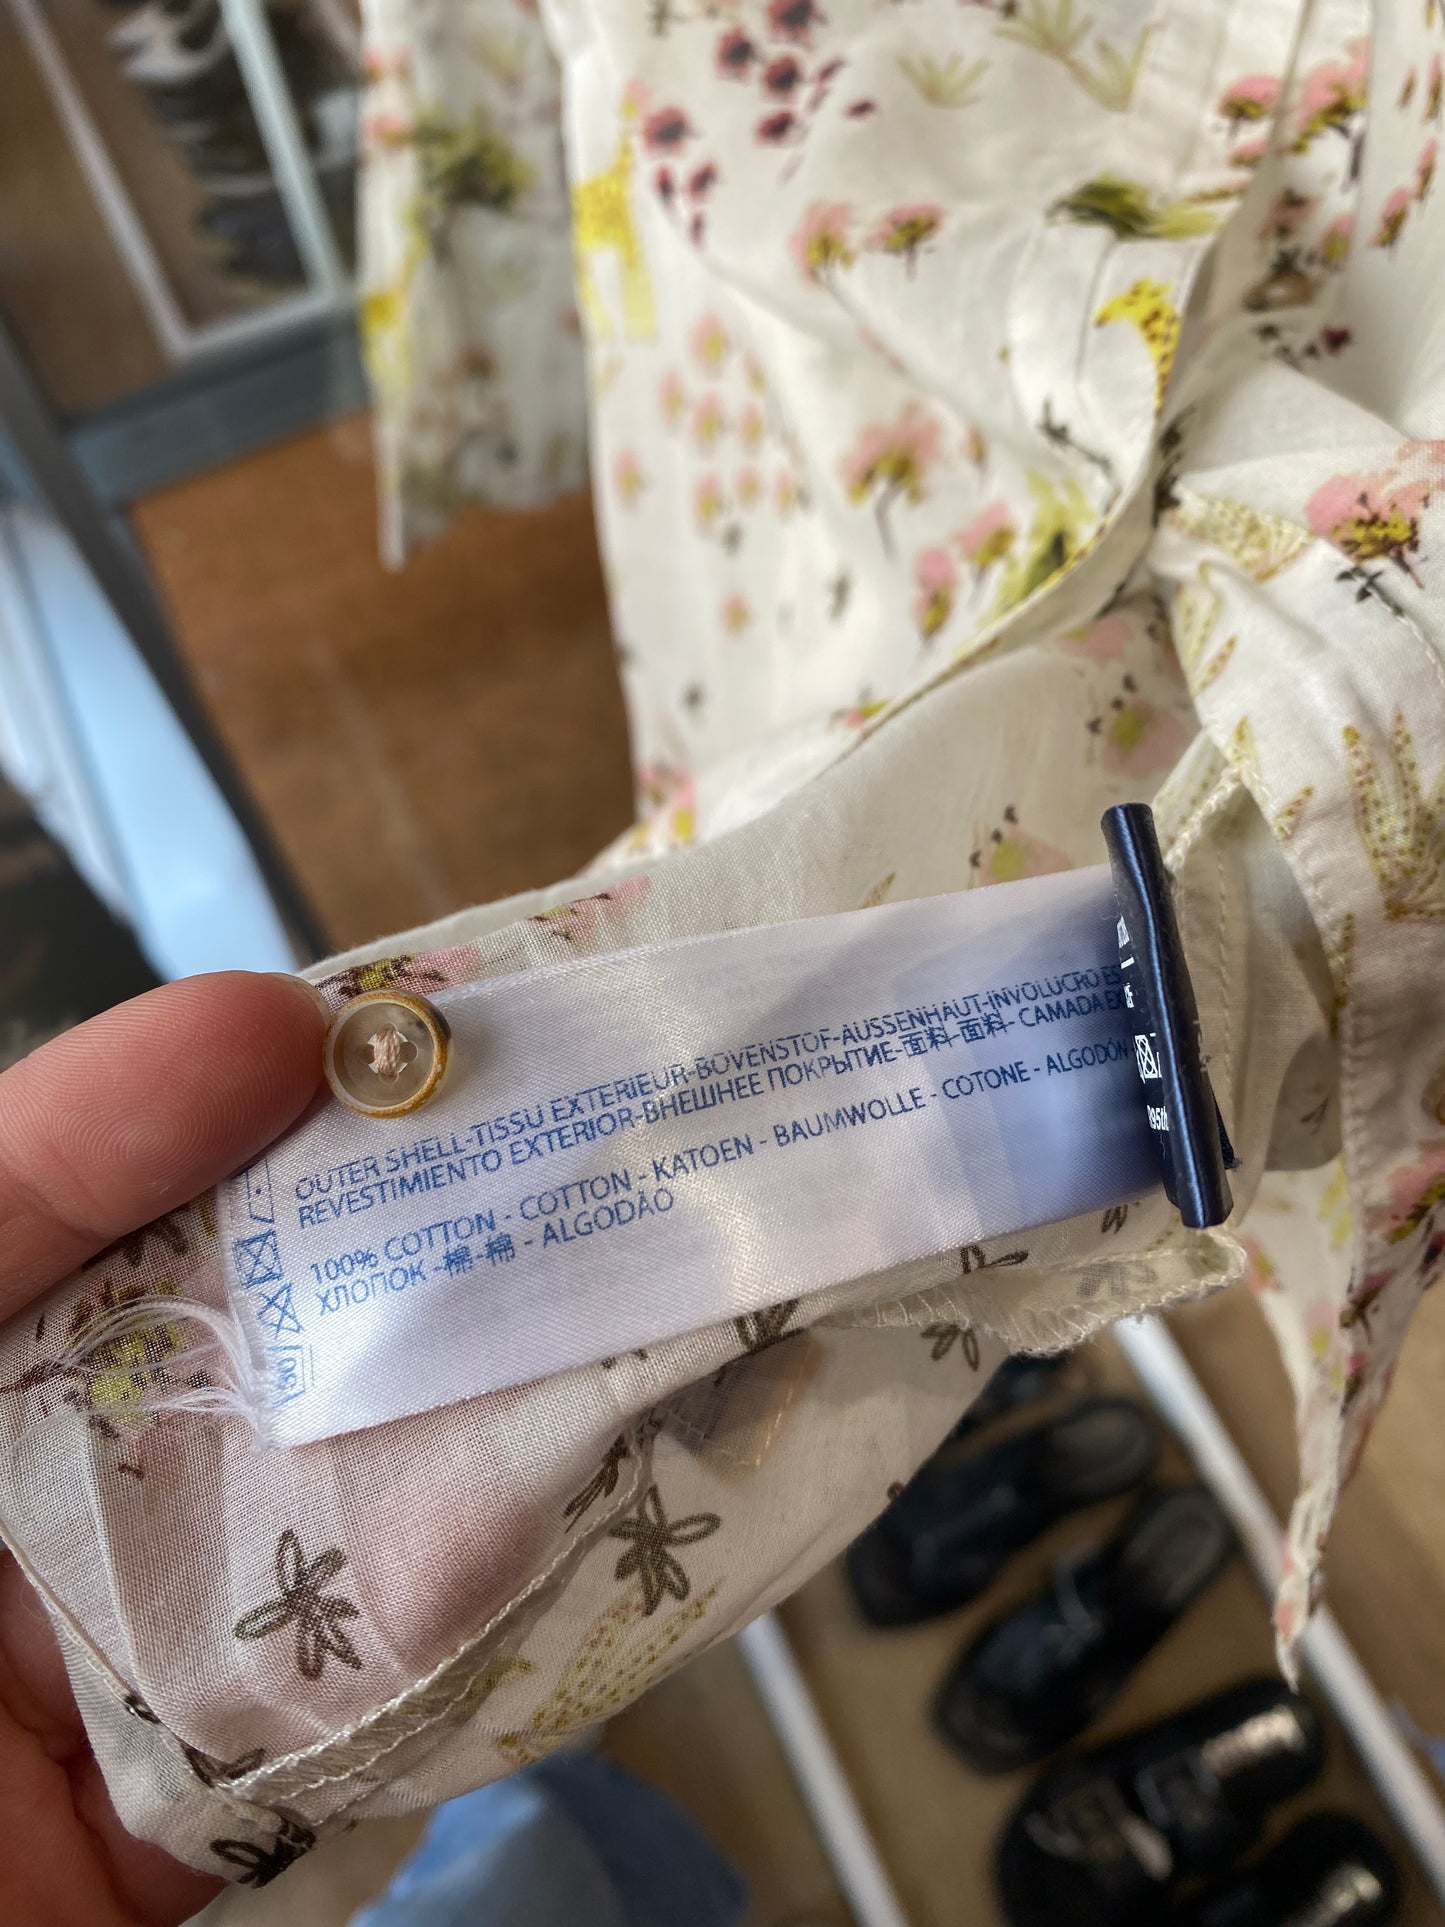 OUTER SHELL-TISSU EXTERIEUR-BOVENSTOF-AUSSENHAUT-INVOLUCRO
REVESTIMIENTO EXTERIOR-ВНЕШНЕЕ ПОКРЫТИЕ-面料-面料- CAMADA
100% COTTON - COTTON - KATOEN - BAUMWOLLE - COTONE - ALGODÓN
ХЛОПОК -棉-棉 - ALGODÃO